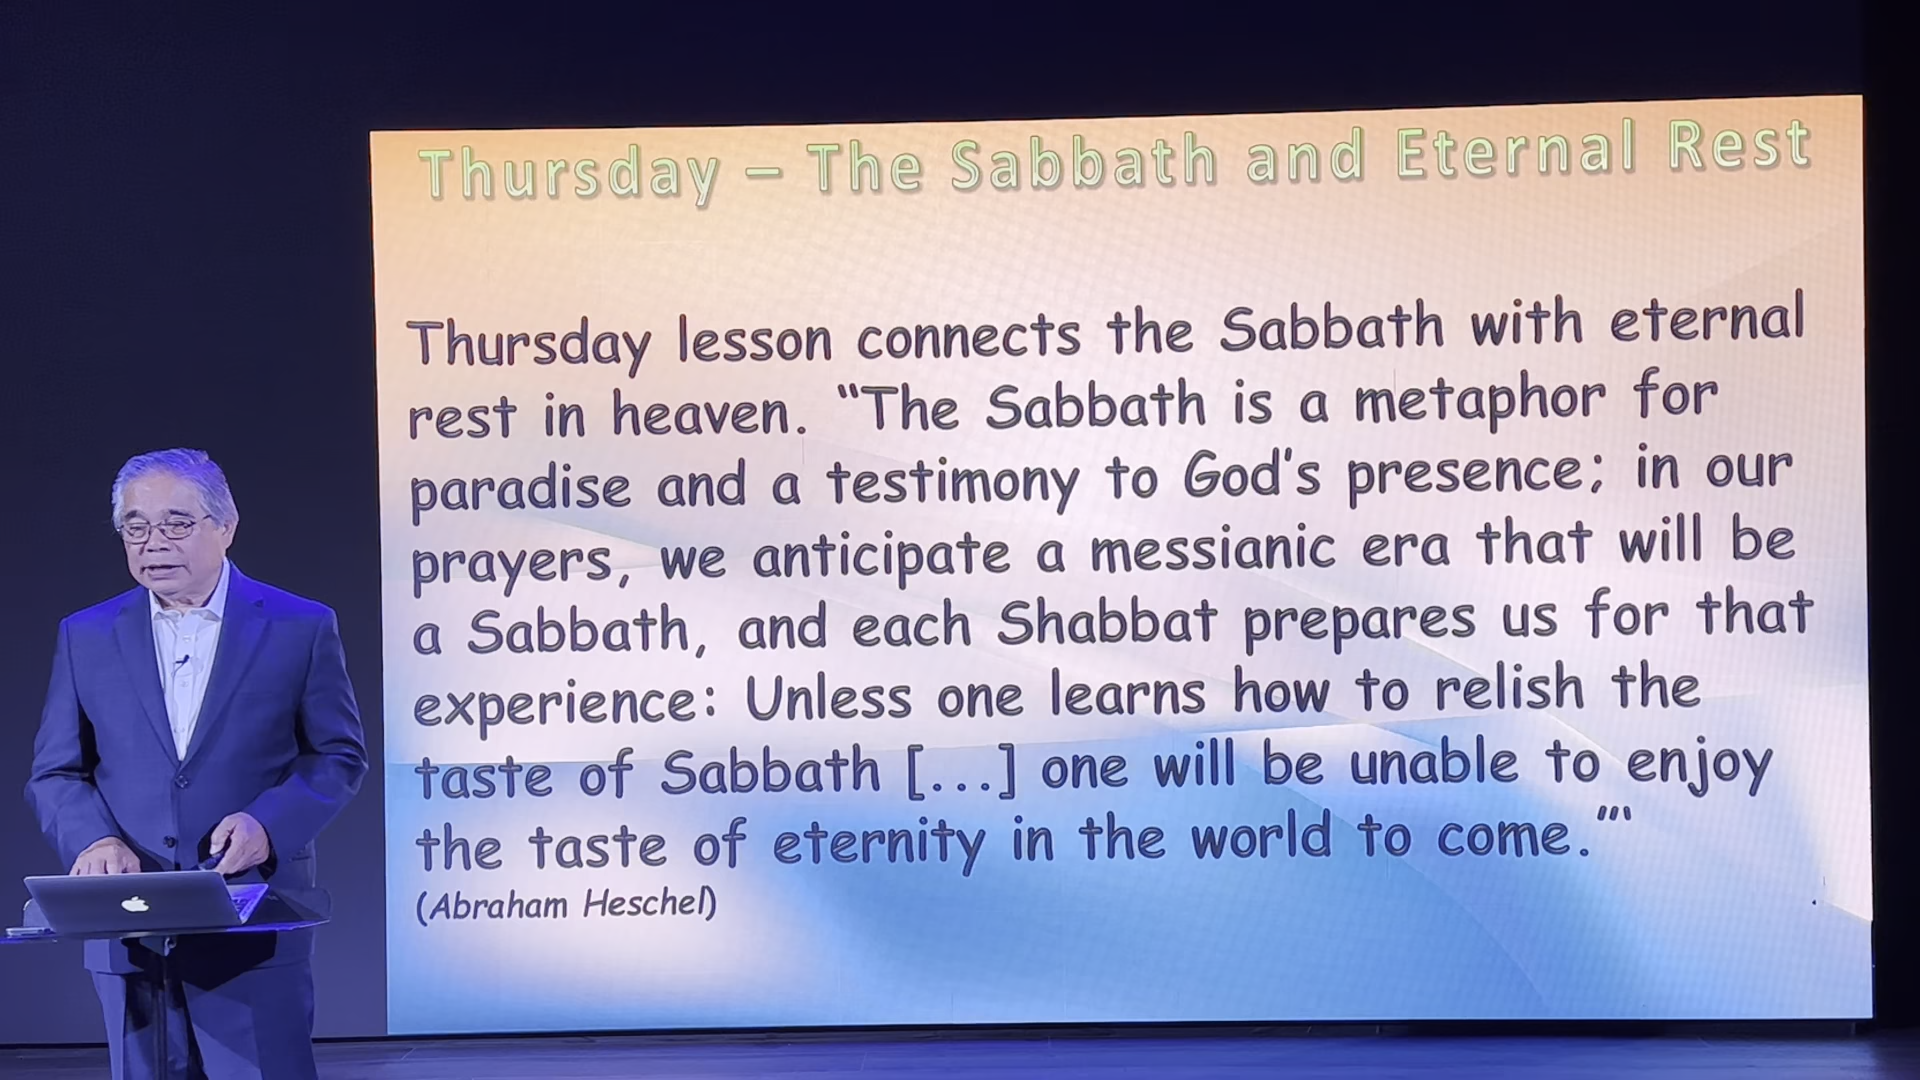 Thursday – The Sabbath and Eternal Rest
Thursday lesson connects the Sabbath with eternal
rest in heaven. “The Sabbath is a metaphor for
paradise and a testimony to God’s presence; in our
prayers, we anticipate a messianic era that will be
a Sabbath, and each Shabbat prepares us for that
experience: Unless one learns how to relish the
taste of Sabbath [...] one will be unable to enjoy
the taste of eternity in the world to come.”’
(Abraham Heschel)